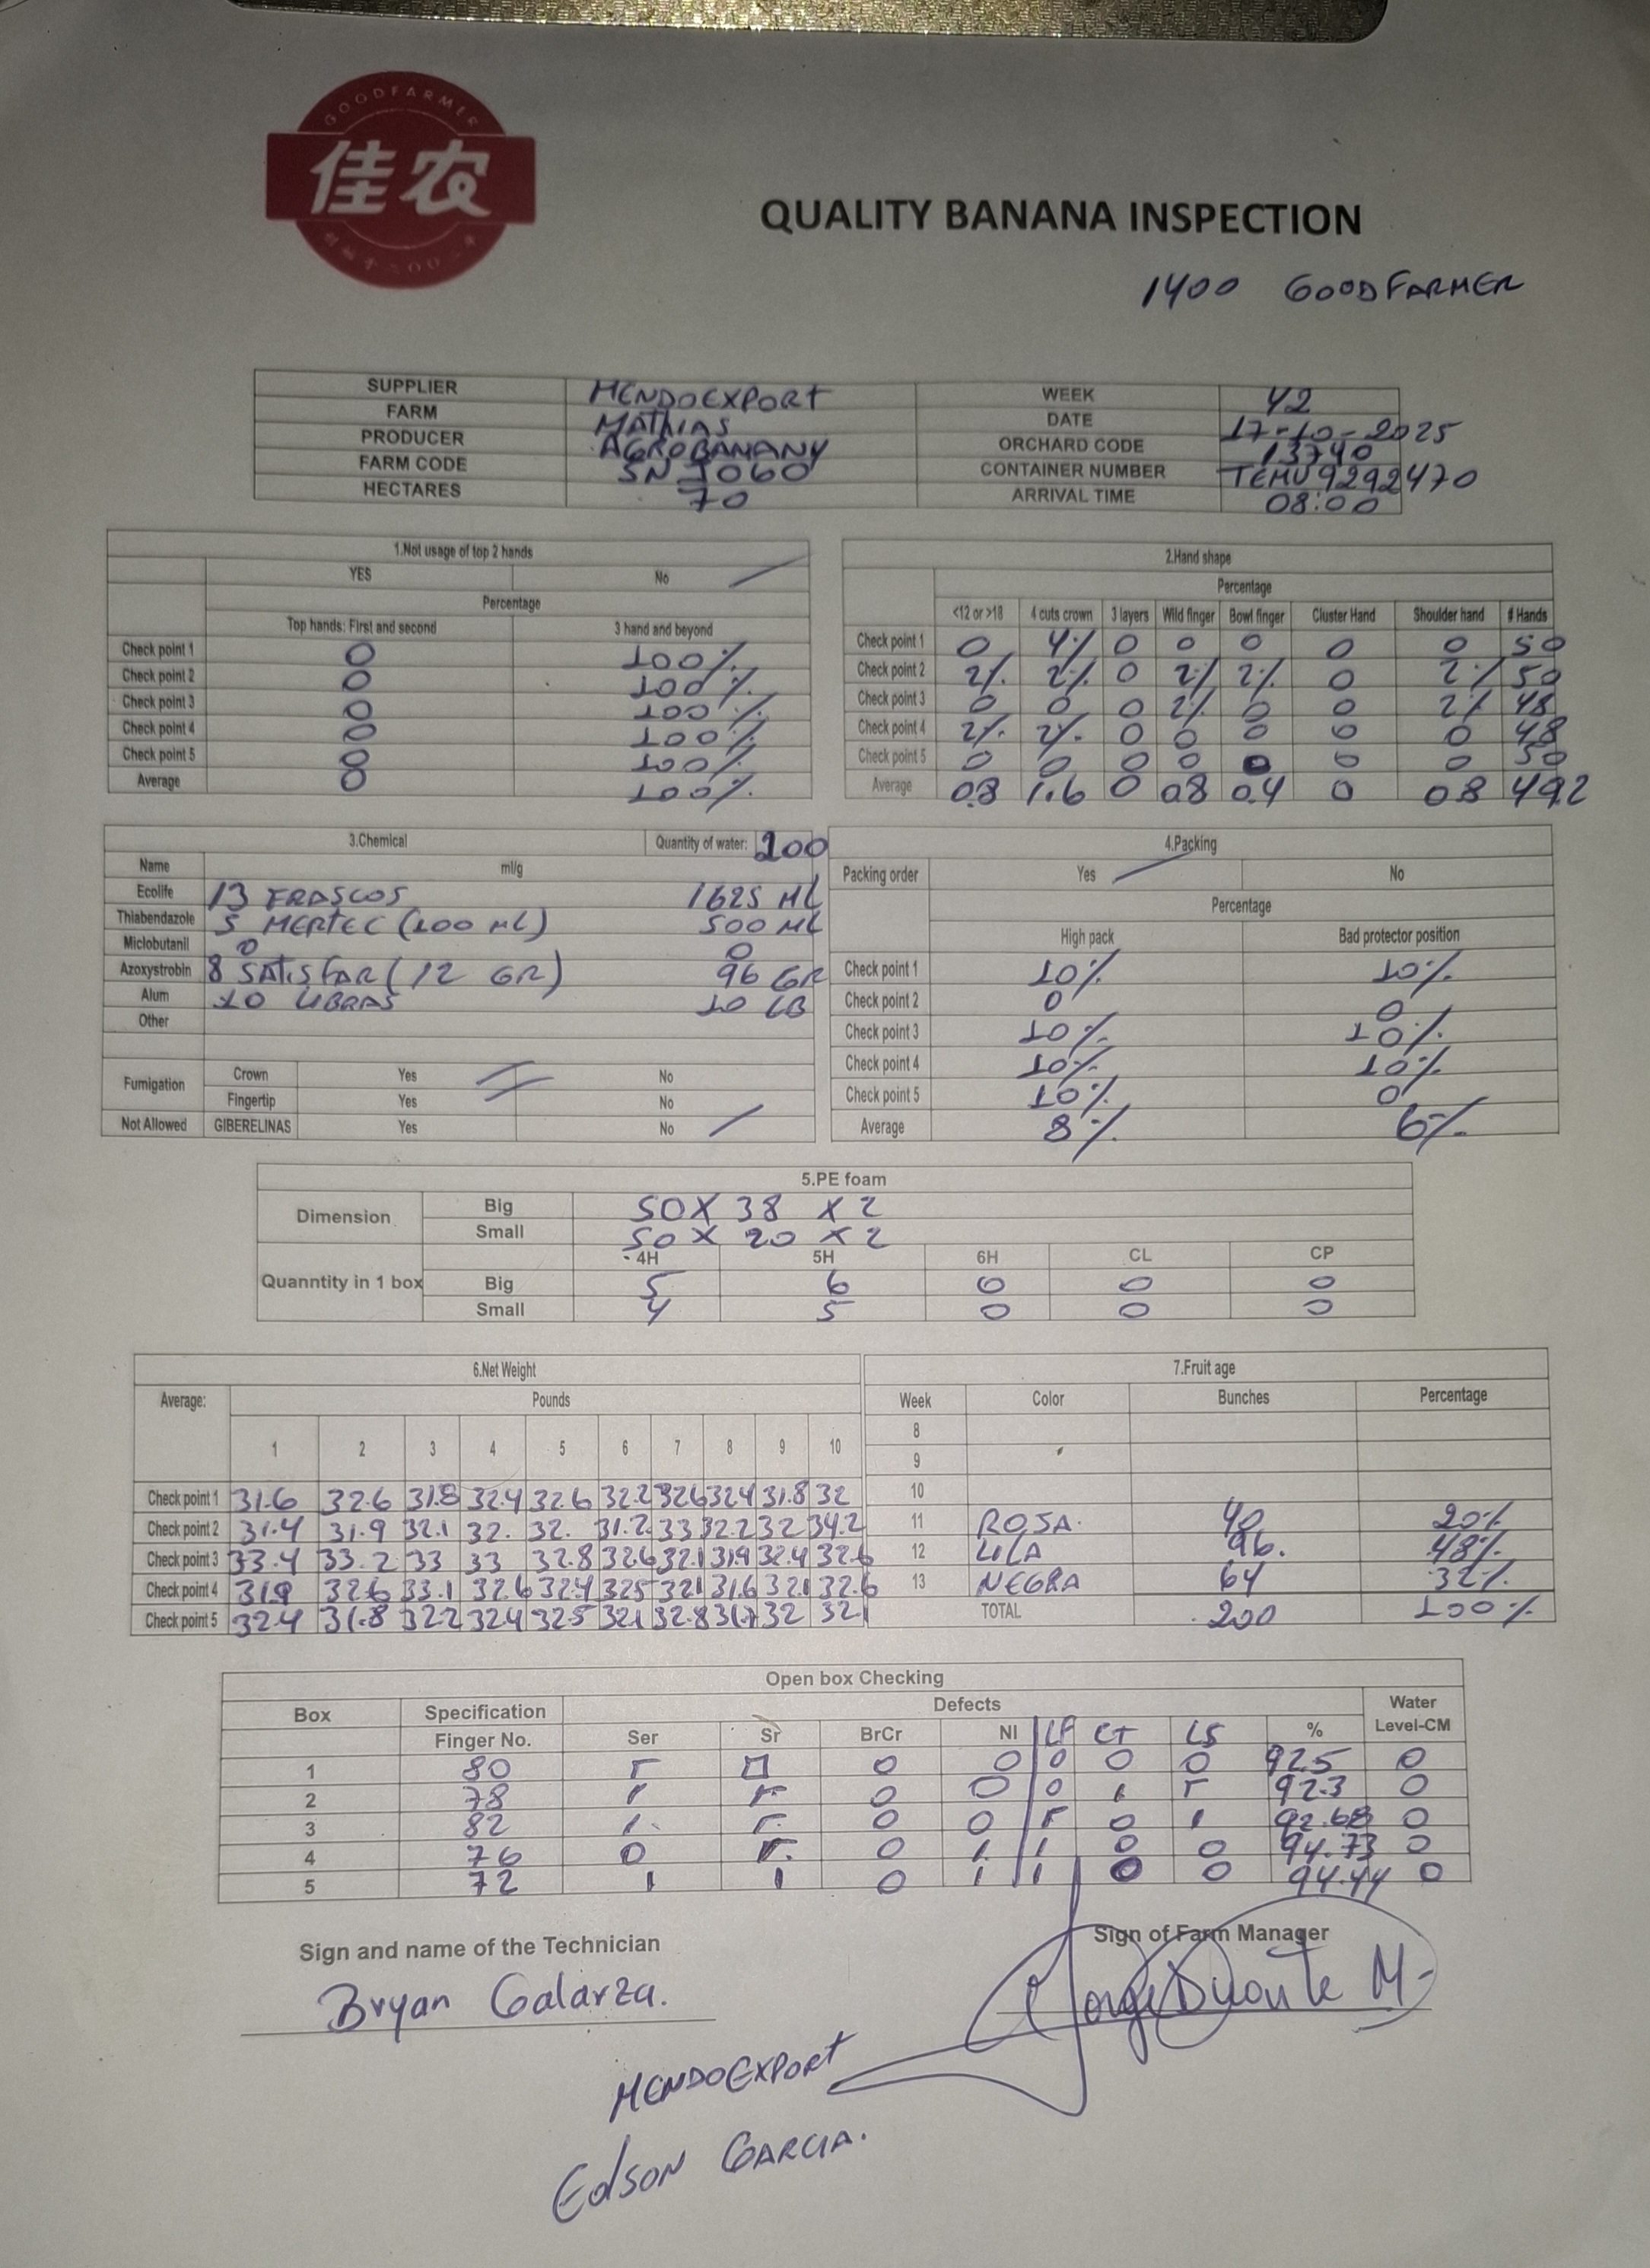 GOODFARMER
佳农
QUALITY BANANA INSPECTION
1400 GOODFARMER
SUPPLIER MENDOEXPORT WEEK 42
FARM MATHIAS DATE 17-10-2025
PRODUCER AGROBANANY ORCHARD CODE 13740
FARM CODE SN 1060 CONTAINER NUMBER TEMU9292470
HECTARES 70 ARRIVAL TIME 08:00
1.Not usage of top 2 hands
YES No /
Percentage
Top hands: First and second 3 hand and beyond
Check point 1 0 100%
Check point 2 0 100%
Check point 3 0 100%
Check point 4 0 100%
Check point 5 0 100%
Average 0 100%
2.Hand shape
Percentage
<12 or >18 4 cuts crown 3 layers Wild finger Bowl finger Cluster Hand Shoulder hand # Hands
Check point 1 0 4% 0 0 0 0 0 50
Check point 2 2% 2% 0 2% 2% 0 2% 50
Check point 3 0 0 0 2% 0 0 2% 48
Check point 4 2% 2% 0 0 0 0 0 48
Check point 5 0 0 0 0 0 0 0 50
Average 0.8 1.6 0 0.8 0.4 0 0.8 49.2
3.Chemical Quantity of water: 200
Name ml/g
Ecolife 13 FRASCOS 1625 ML
Thiabendazole 5 MERTEC (100 ML) 500 ML
Miclobutanil 0 0
Azoxystrobin 8 SATISFAR (12 GR) 96 GR
Alum 10 LIBRAS 10 LB
Other
Fumigation Crown Yes No
Fingertip Yes No
Not Allowed GIBERELINAS Yes No /
4.Packing
Packing order Yes / No
Percentage
High pack Bad protector position
Check point 1 10% 10%
Check point 2 0 0
Check point 3 10% 10%
Check point 4 10% 10%
Check point 5 10% 0
Average 8% 6%
5.PE foam
Dimension Big 50 X 38 X 2
Small 50 X 20 X 2
4H 5H 6H CL CP
Quanntity in 1 box Big 5 6 0 0 0
Small 4 5 0 0 0
6.Net Weight
Average: Pounds
1 2 3 4 5 6 7 8 9 10
Check point 1 31.6 32.6 31.8 32.4 32.6 32.2 32.6 32.4 31.8 32
Check point 2 31.4 31.9 32.1 32. 32. 31.2 33 32.2 32 34.2
Check point 3 33.4 33.2 33 33 32.8 32.6 32.1 31.9 32.4 32.6
Check point 4 31.9 32.6 33.1 32.6 32.4 32.5 32.1 31.6 32.1 32.6
Check point 5 32.4 31.8 32.2 32.4 32.5 32.1 32.8 31.7 32 32.1
7.Fruit age
Week Color Bunches Percentage
8
9
10
11 ROSA. 40 20%
12 LILA 96. 48%
13 NEGRA 64 32%
TOTAL 200 100%
Open box Checking
Box Specification Defects Water
Finger No. Ser Sr BrCr NI LF CT LS % Level-CM
1 80 0 0 0 0 0 92.5 0
2 78 0 0 0 92.3 0
3 82 0 0 0 92.68 0
4 76 0 0 1 1 0 0 94.73 0
5 72 1 1 0 1 1 0 0 94.44 0
Sign and name of the Technician Sign of Farm Manager
Bryan Galarza. Jorge Duarte M-
MENDOEXPORT
Edson GARCIA.